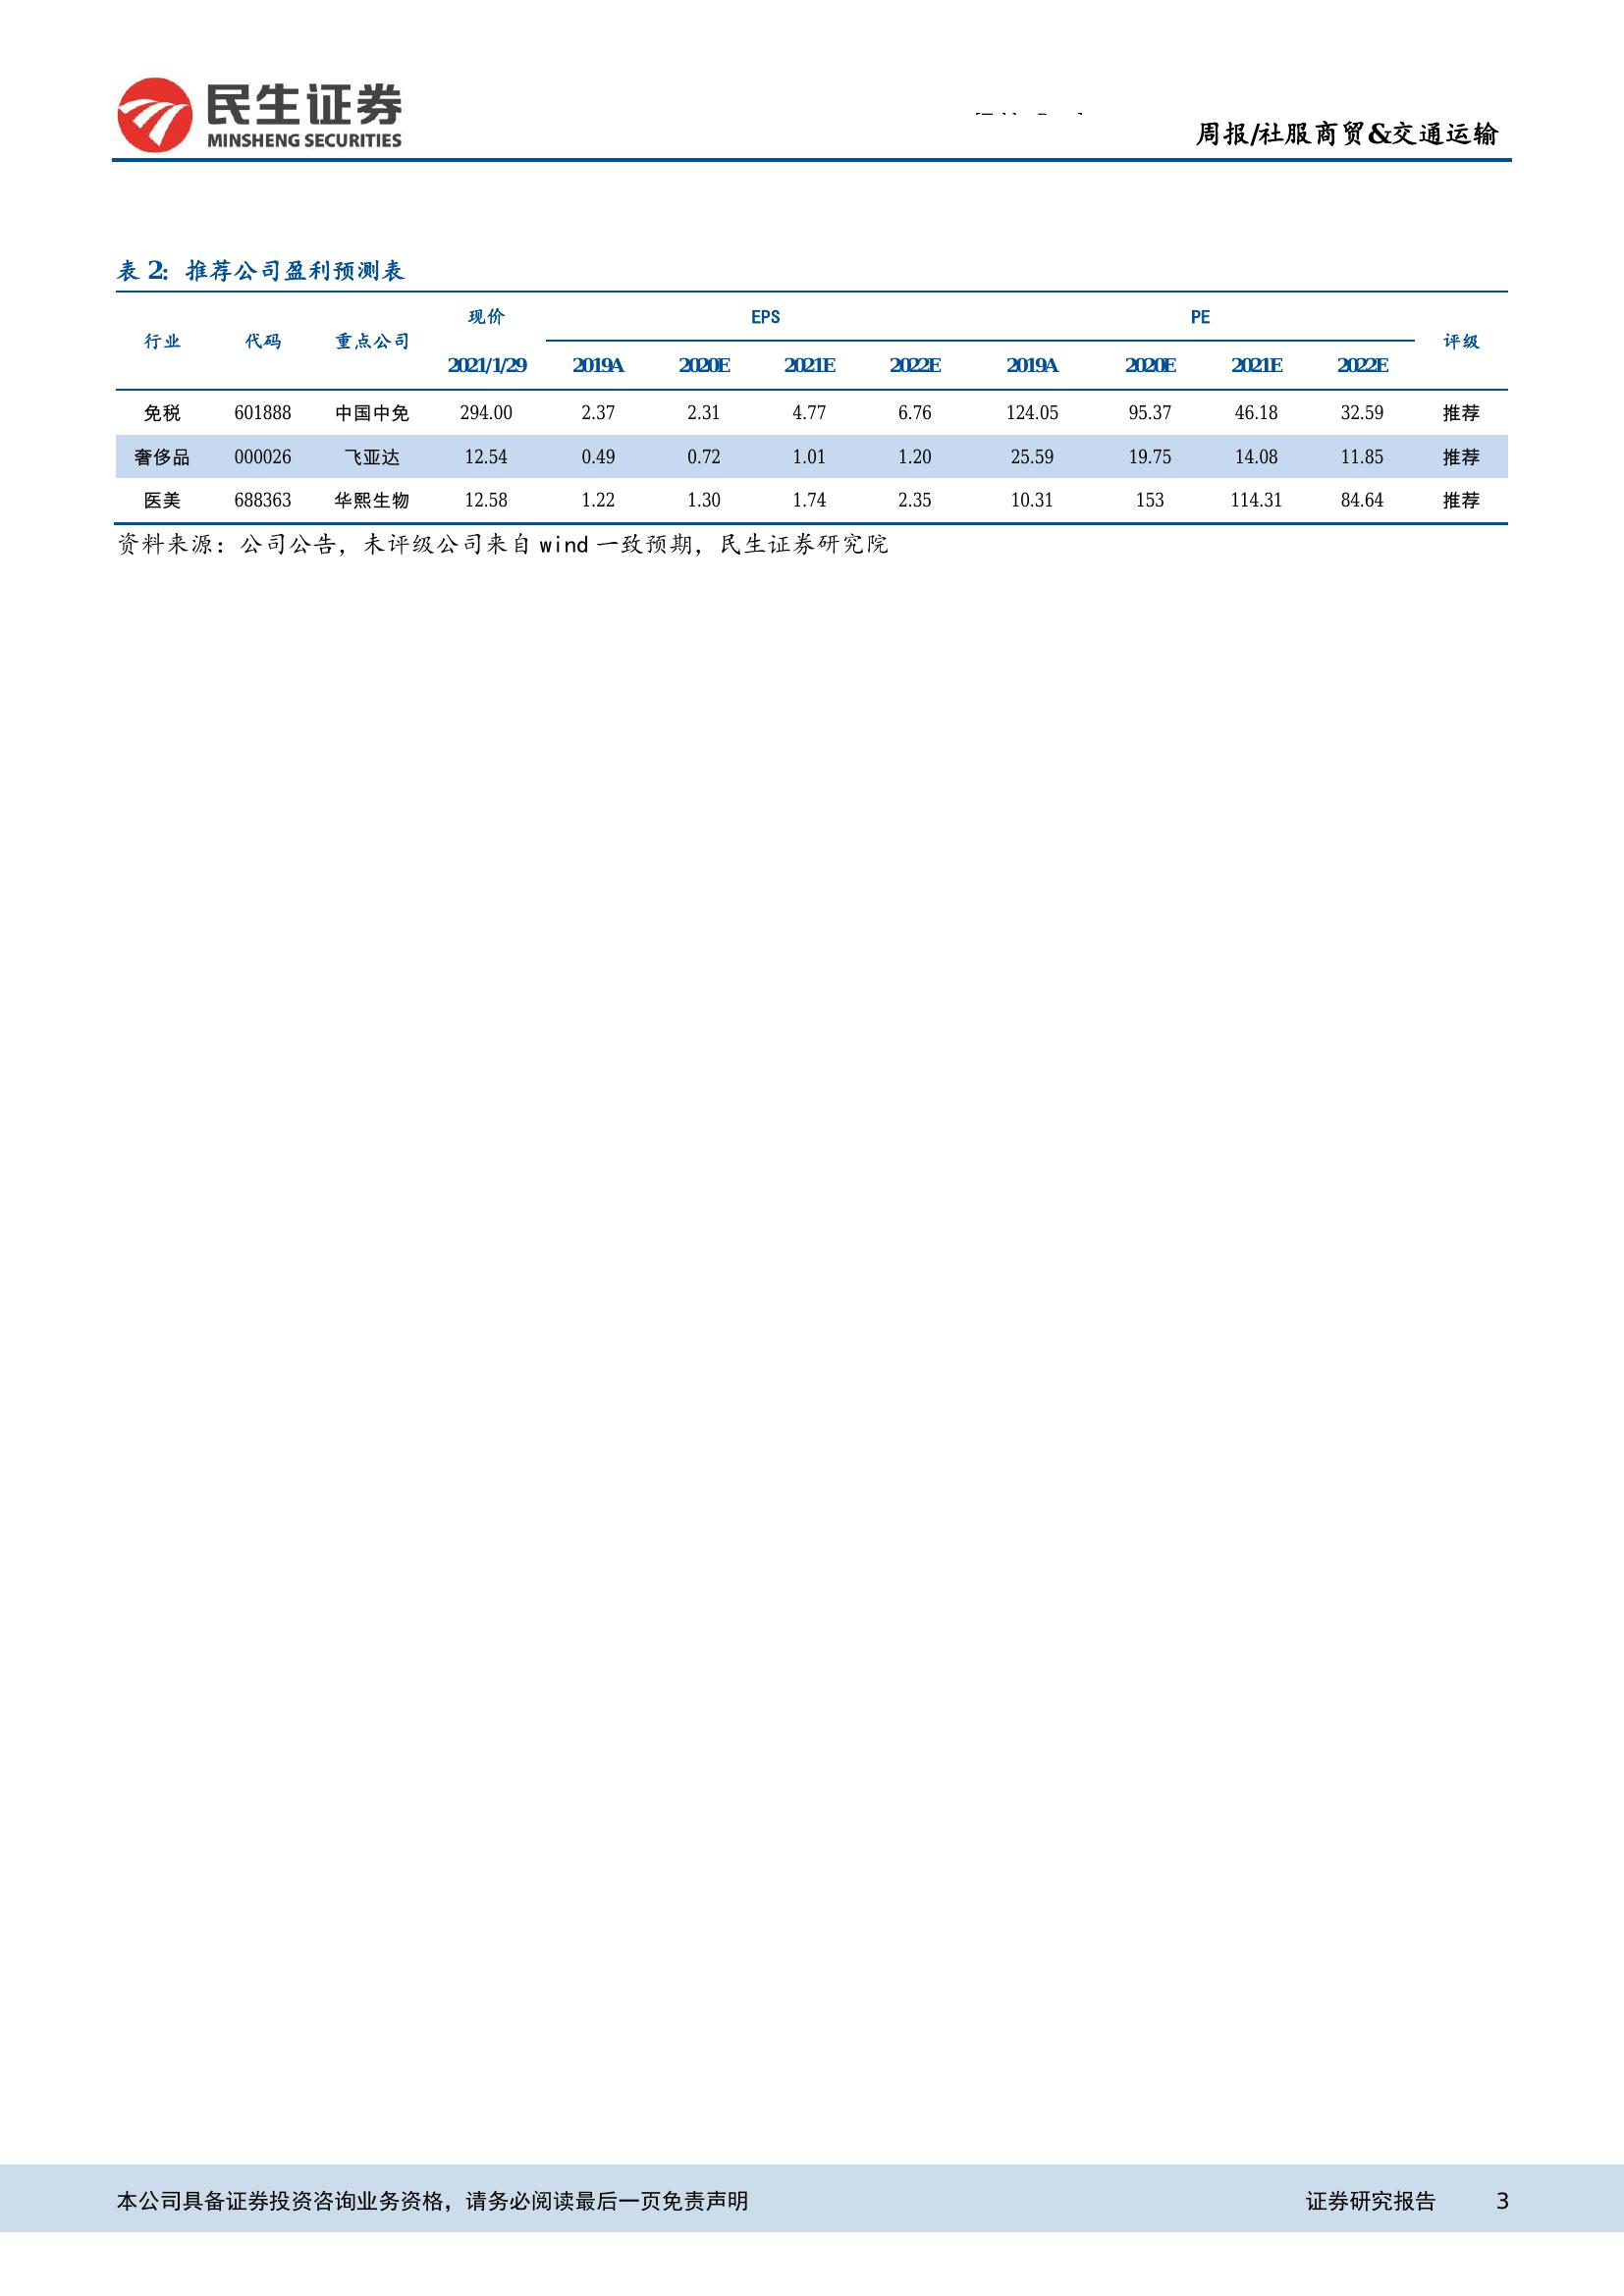 民生证券
MINSHENG SECURITIES
周报/社服商贸&交通运输
表 2：推荐公司盈利预测表
行业 代码 重点公司 现价 EPS PE 评级
2021/1/29 2019A 2020E 2021E 2022E 2019A 2020E 2021E 2022E
免税 601888 中国中免 294.00 2.37 2.31 4.77 6.76 124.05 95.37 46.18 32.59 推荐
奢侈品 000026 飞亚达 12.54 0.49 0.72 1.01 1.20 25.59 19.75 14.08 11.85 推荐
医美 688363 华熙生物 12.58 1.22 1.30 1.74 2.35 10.31 153 114.31 84.64 推荐
资料来源：公司公告，未评级公司来自 wind 一致预期，民生证券研究院
本公司具备证券投资咨询业务资格，请务必阅读最后一页免责声明 证券研究报告 3